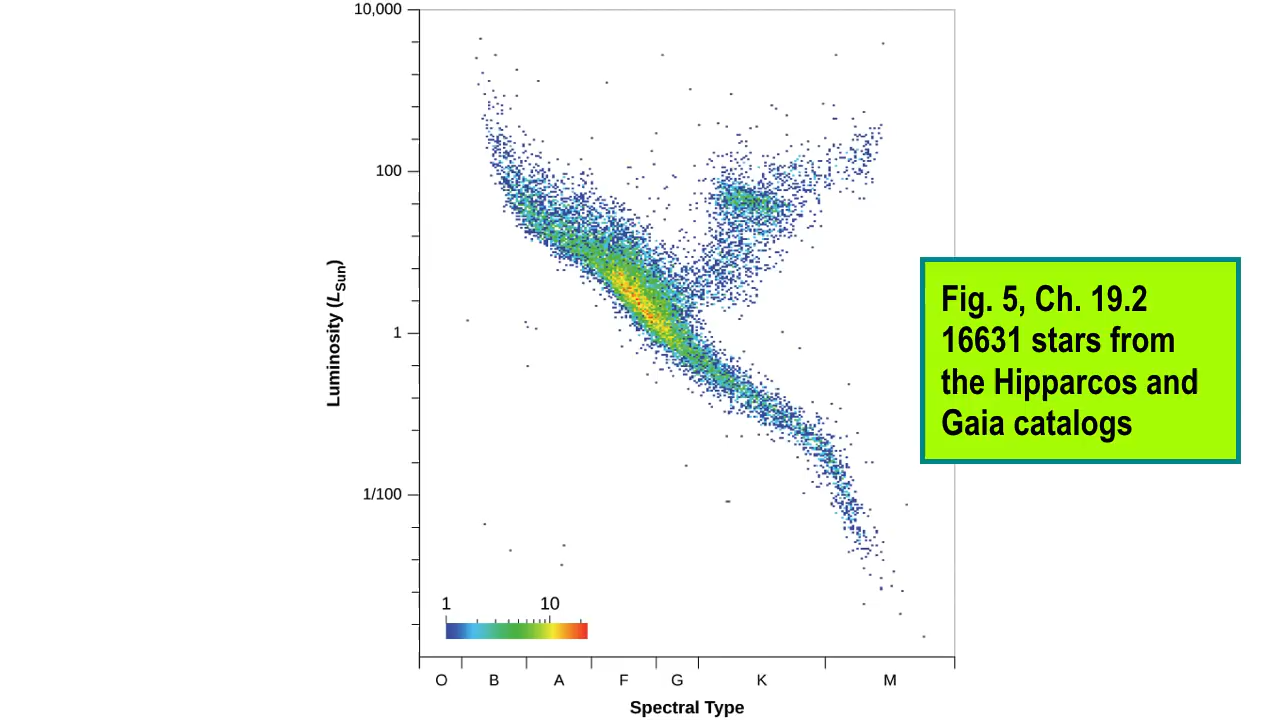 10,000
100
1
1/100
Luminosity (LSun)
1 10
O B A F G K M
Spectral Type
Fig. 5, Ch. 19.2
16631 stars from
the Hipparcos and
Gaia catalogs